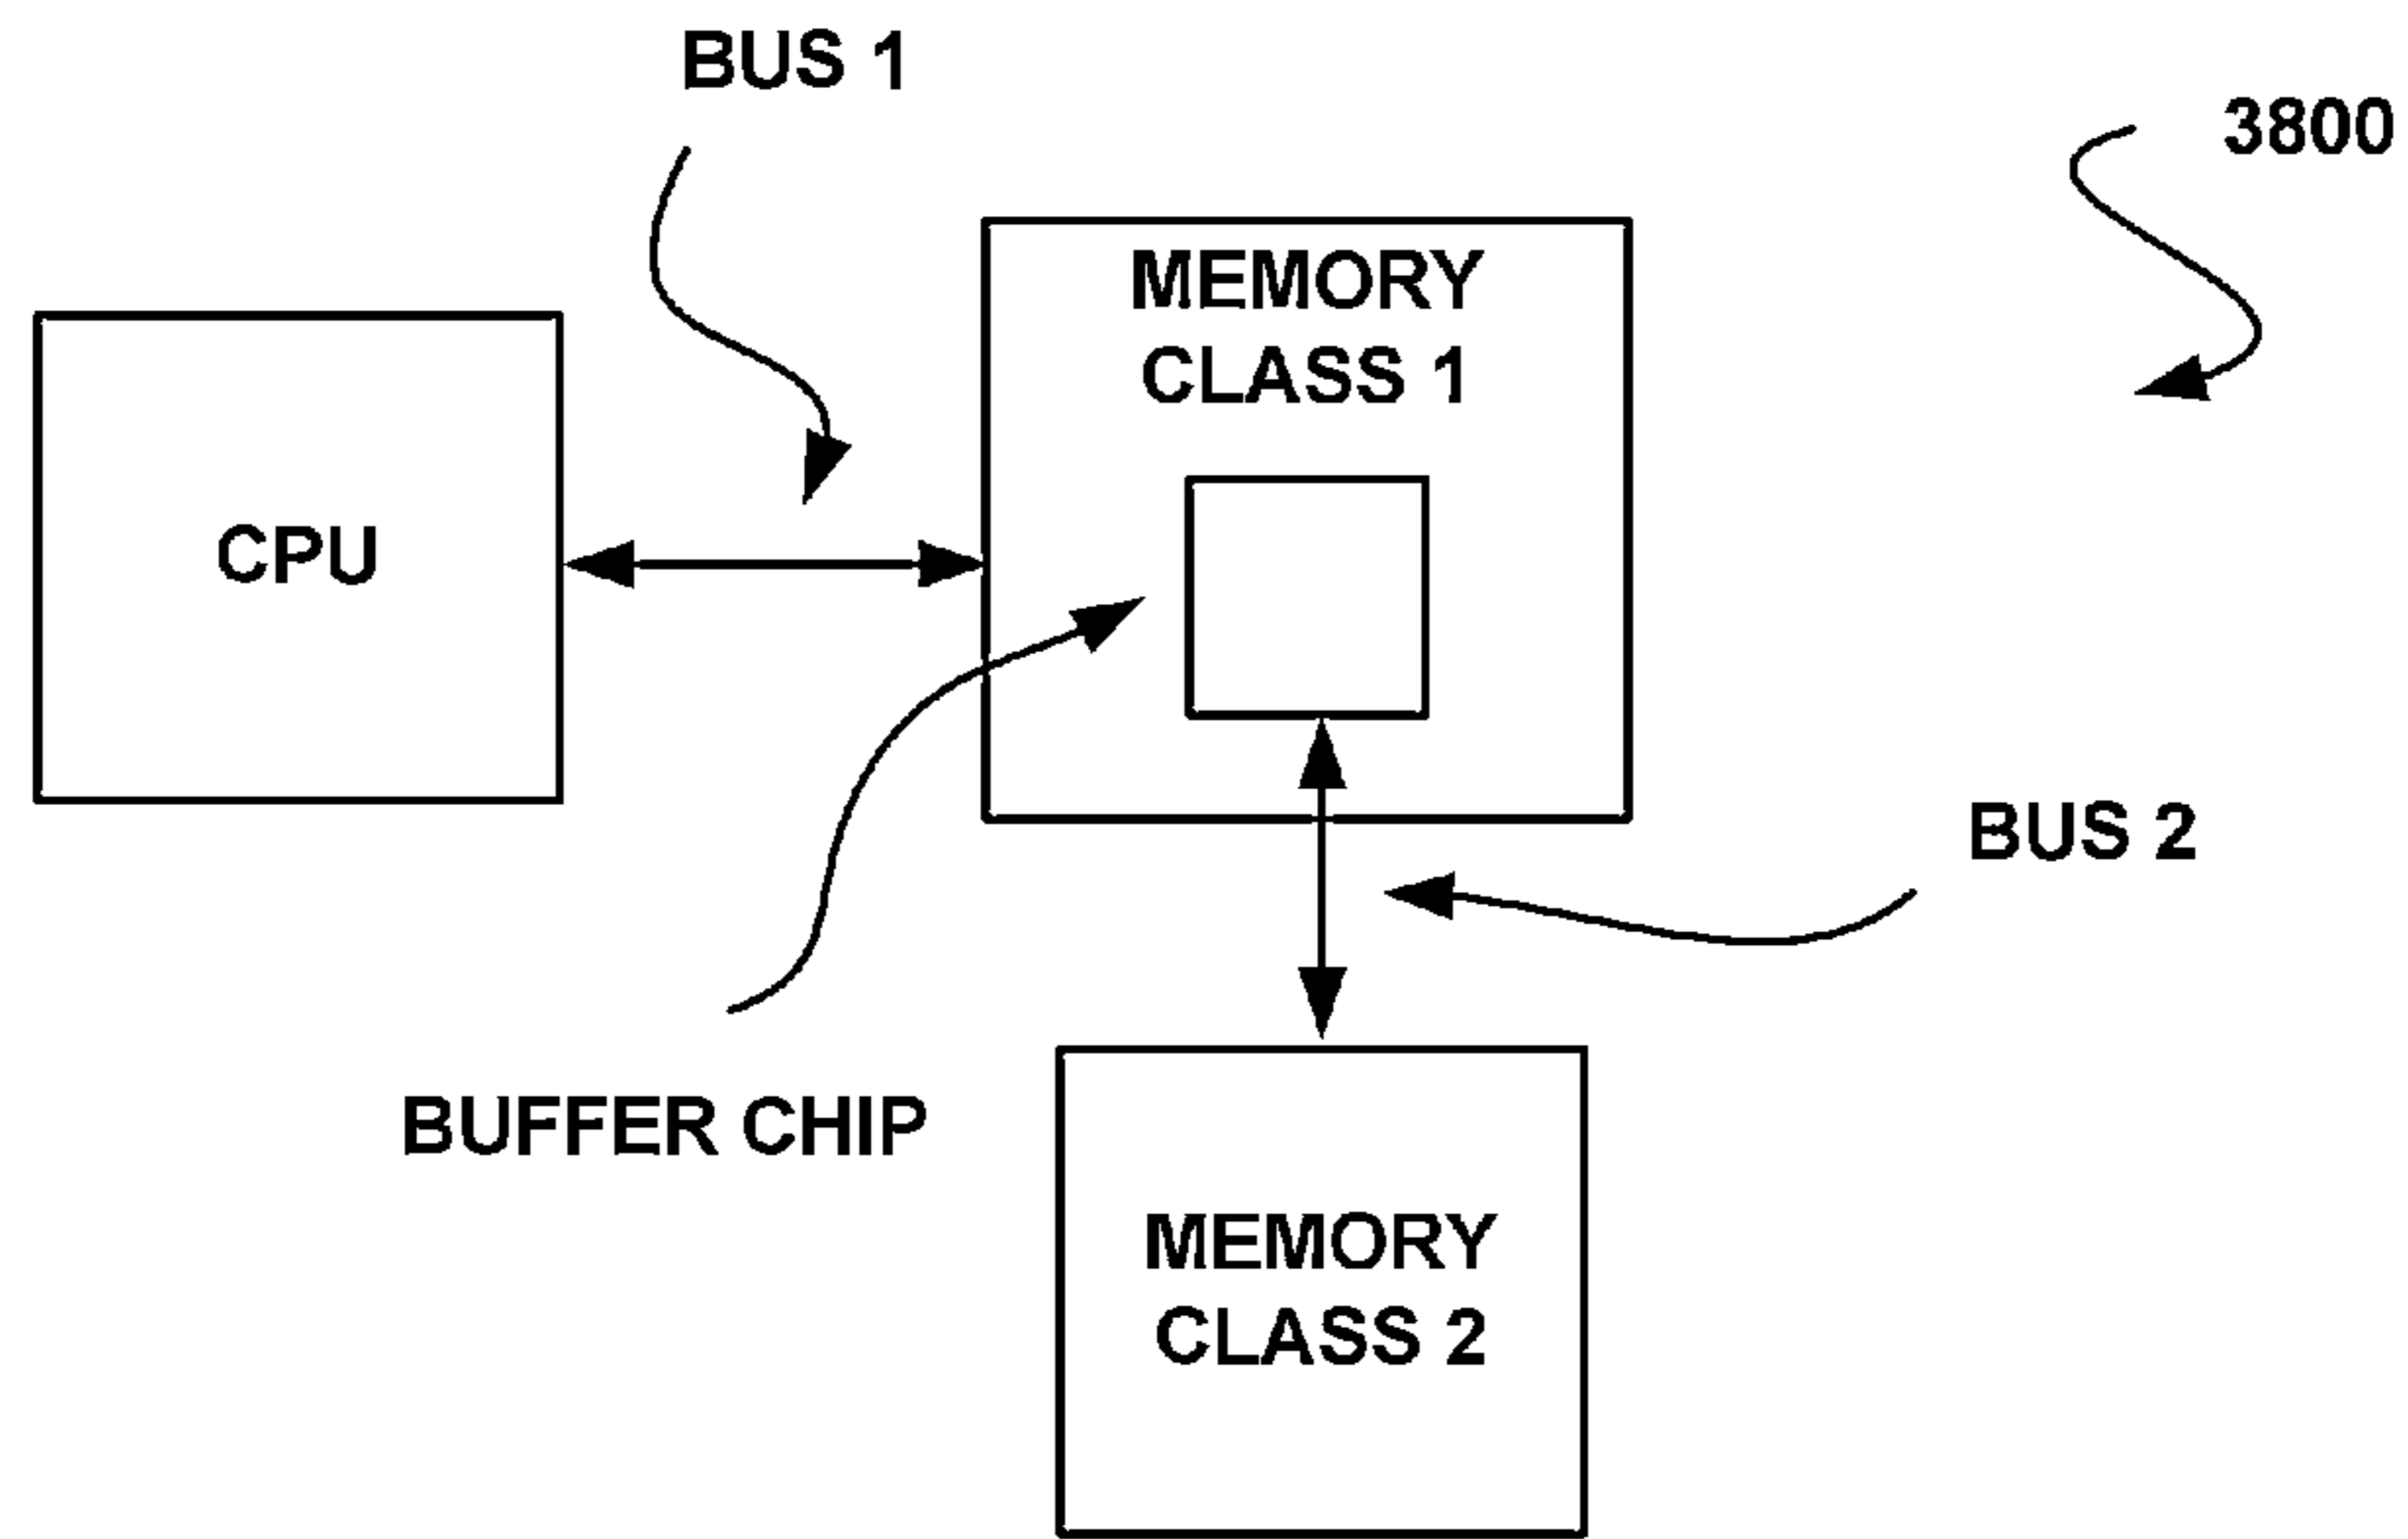 BUS 1
3800
MEMORY
CLASS 1
CPU
BUS 2
BUFFER CHIP
MEMORY
CLASS 2